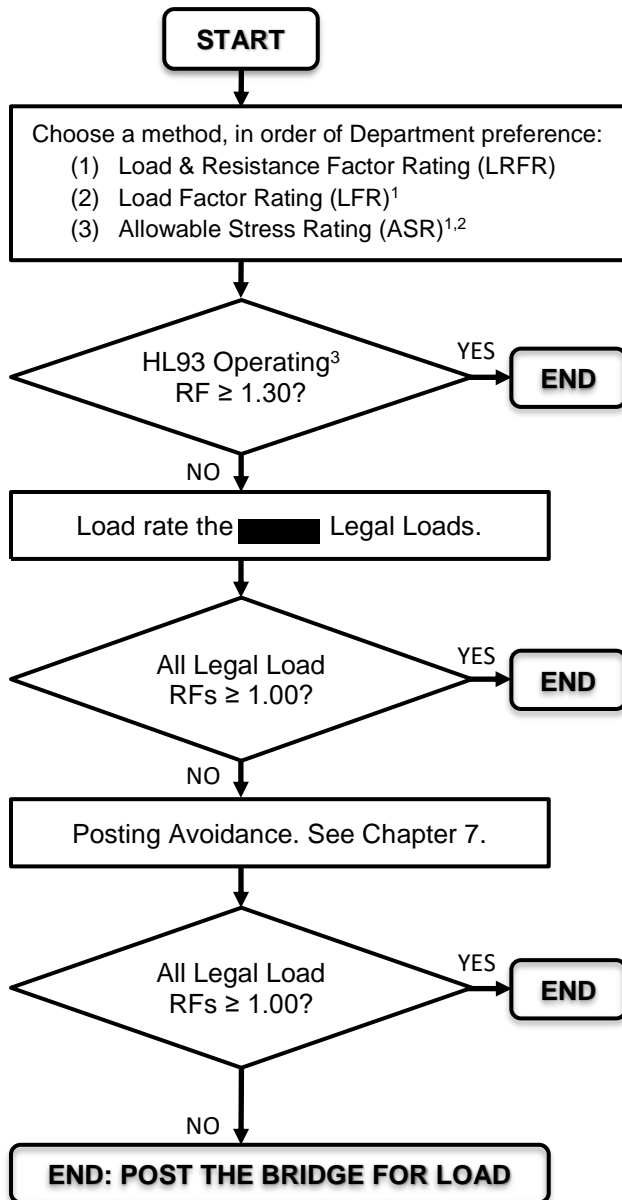 START
Choose a method, in order of Department preference:
(1) Load & Resistance Factor Rating (LRFR)
(2) Load Factor Rating (LFR)¹
(3) Allowable Stress Rating (ASR)¹,²
HL93 Operating³
RF ≥ 1.30?
YES
END
NO
Load rate the Legal Loads.
All Legal Load
RFs ≥ 1.00?
YES
END
NO
Posting Avoidance. See Chapter 7.
All Legal Load
RFs ≥ 1.00?
YES
END
NO
END: POST THE BRIDGE FOR LOAD